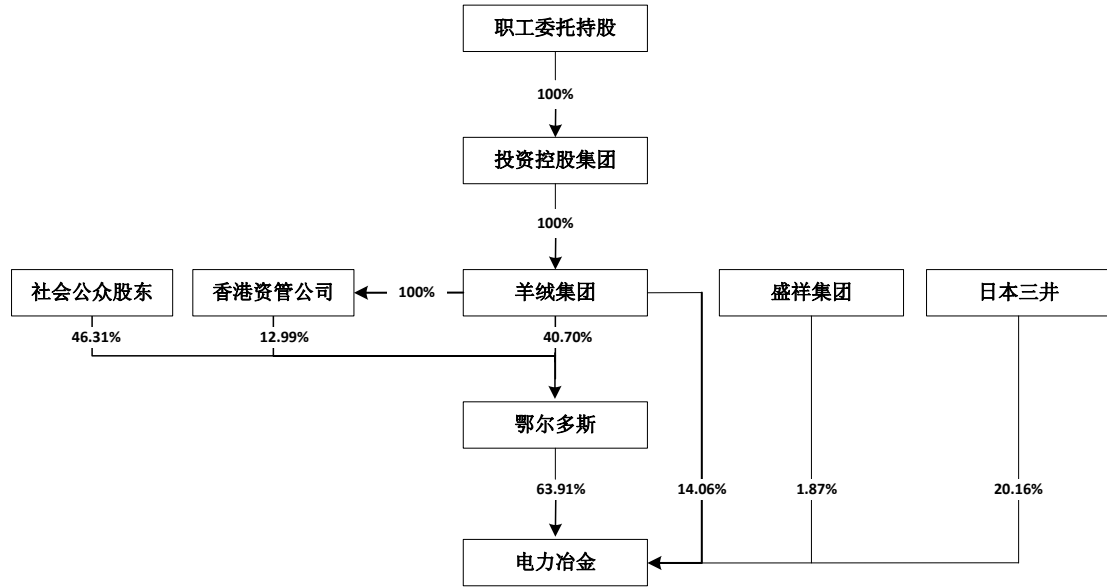 职工委托持股
100%
投资控股集团
100%
社会公众股东
香港资管公司
100%
羊绒集团
盛祥集团
日本三井
46.31%
12.99%
40.70%
鄂尔多斯
63.91%
14.06%
1.87%
20.16%
电力冶金